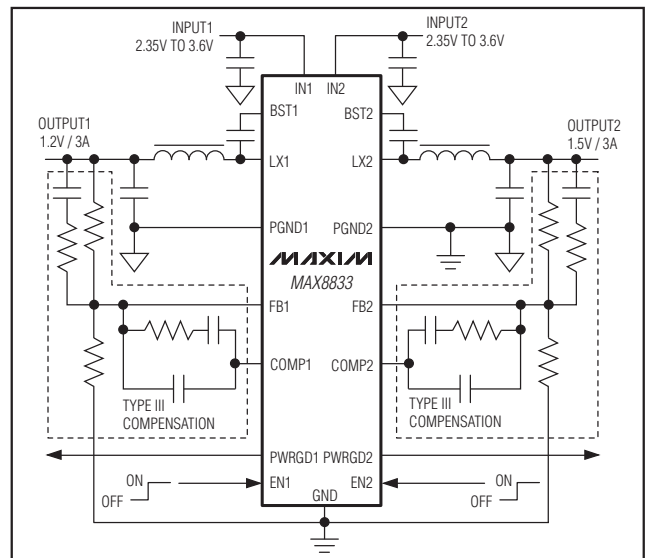 INPUT1
2.35V TO 3.6V
INPUT2
2.35V TO 3.6V
IN1 IN2
BST1
BST2
OUTPUT1
1.2V / 3A
OUTPUT2
1.5V / 3A
LX1
LX2
PGND1
PGND2
MAXIM
MAX8833
FB1
FB2
COMP1
COMP2
TYPE III
COMPENSATION
TYPE III
COMPENSATION
PWRGD1
PWRGD2
ON
OFF
EN1
EN2
ON
OFF
GND